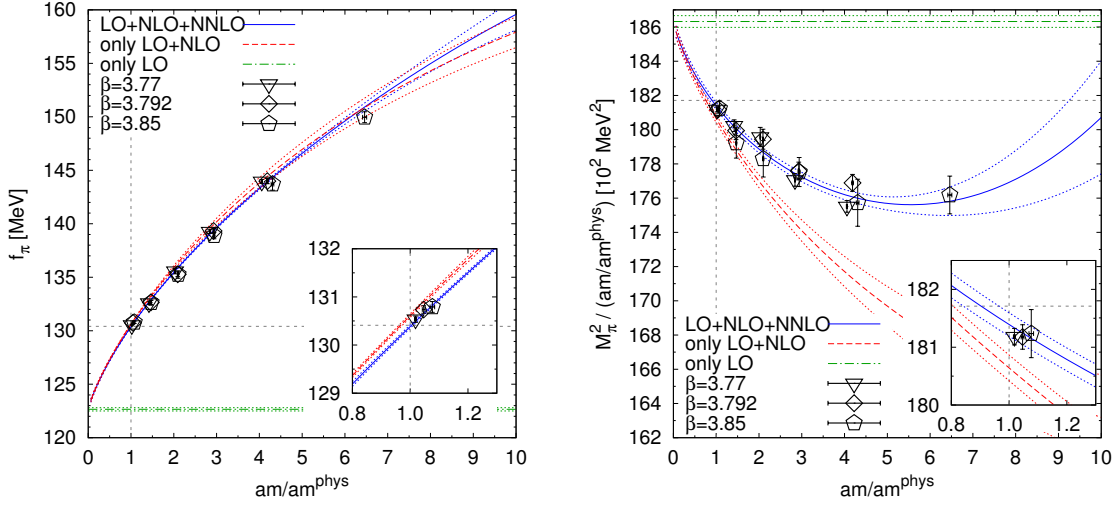 LO+NLO+NNLO
only LO+NLO
only LO
β=3.77
β=3.792
β=3.85
160
155
150
145
140
135
130
125
120
f_π [MeV]
132
131
130
129
0.8 1.0 1.2
0 1 2 3 4 5 6 7 8 9 10
am/am^phys
186
184
182
180
178
176
174
172
170
168
166
164
162
M_π^2 / (am/am^phys) [10^2 MeV^2]
LO+NLO+NNLO
only LO+NLO
only LO
β=3.77
β=3.792
β=3.85
182
181
180
0.8 1.0 1.2
0 1 2 3 4 5 6 7 8 9 10
am/am^phys